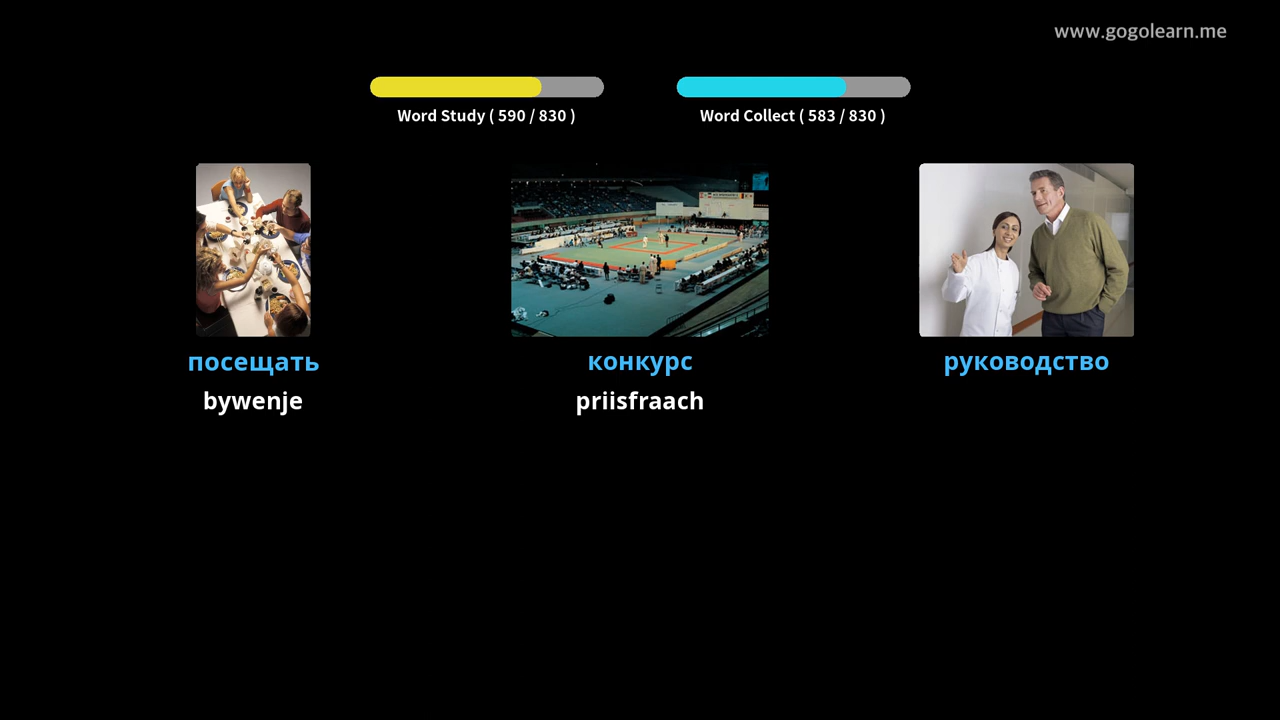 www.gogolearn.me
Word Study ( 590 / 830 )
Word Collect ( 583 / 830 )
посещать
конкурс
руководство
bywenje
priisfraach